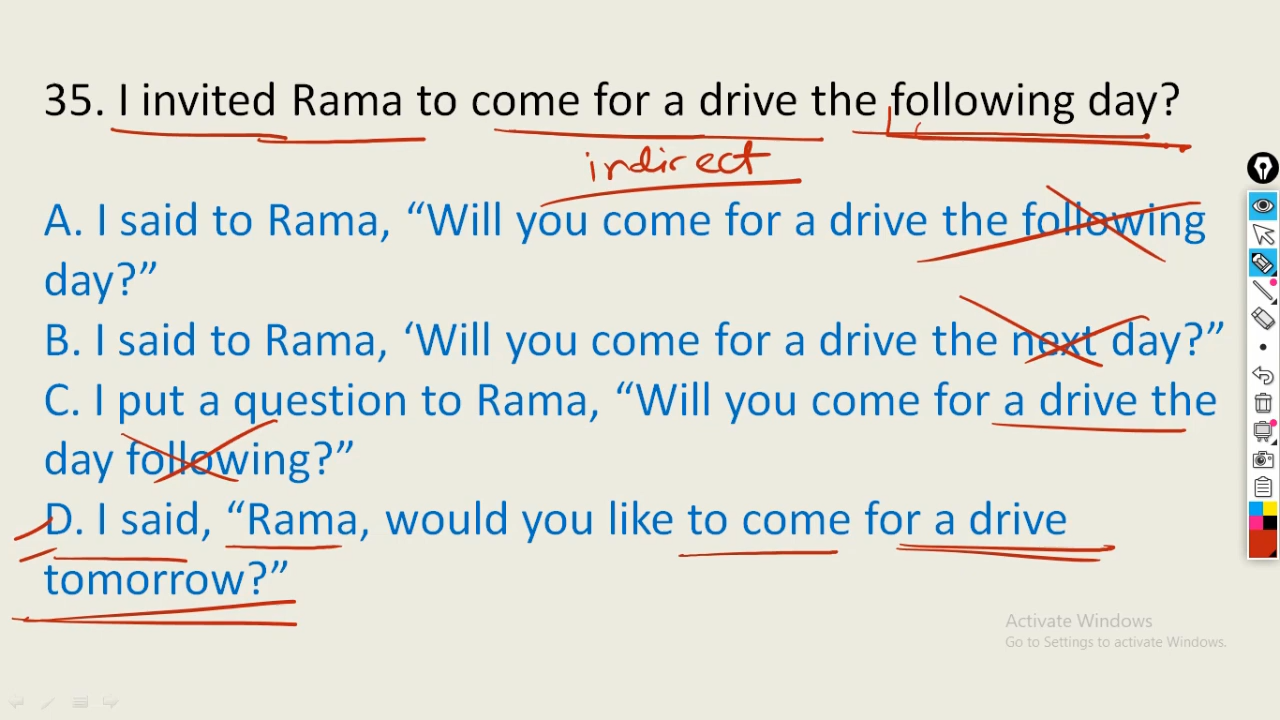 35. I invited Rama to come for a drive the following day?
indirect
A. I said to Rama, “Will you come for a drive the following
day?”
B. I said to Rama, ‘Will you come for a drive the next day?”
C. I put a question to Rama, “Will you come for a drive the
day following?”
D. I said, “Rama, would you like to come for a drive
tomorrow?”
Activate Windows
Go to Settings to activate Windows.